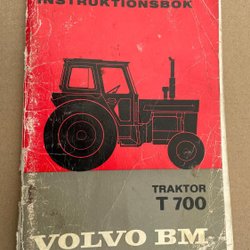 INSTRUKTIONSBOK
TRAKTOR
T 700
VOLVO BM